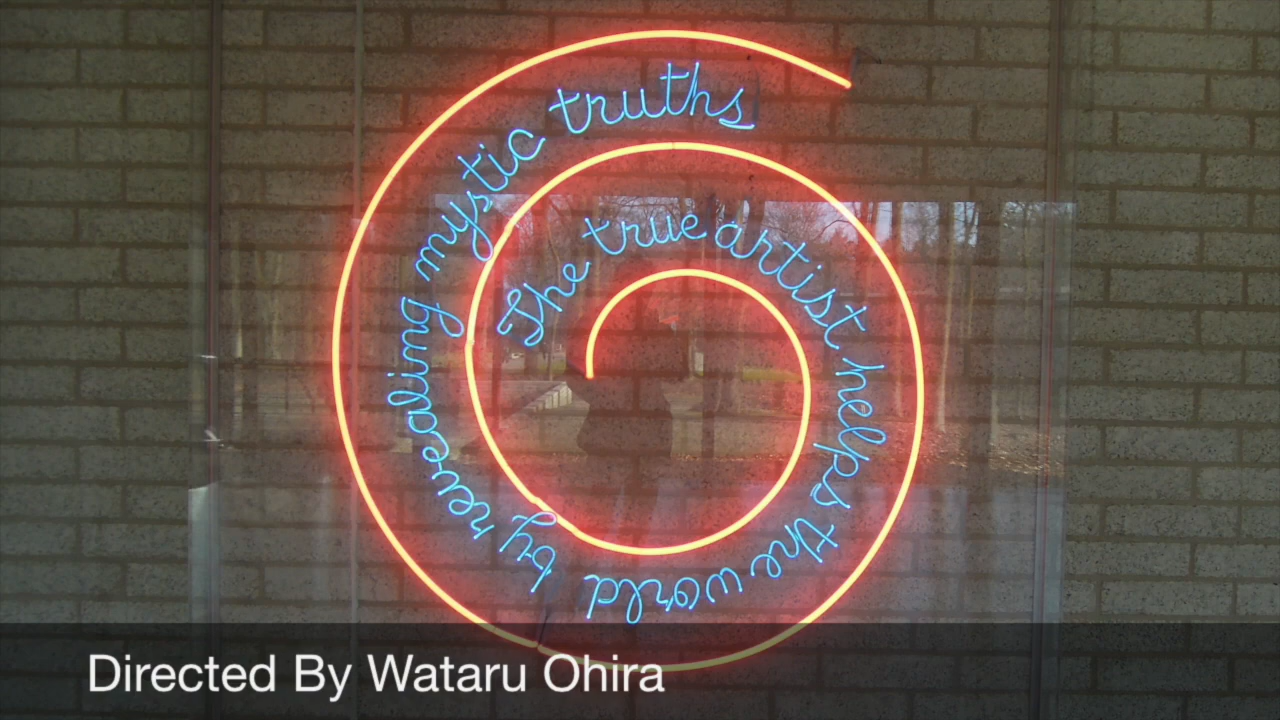 The true artist helps the world by revealing mystic truths
Directed By Wataru Ohira